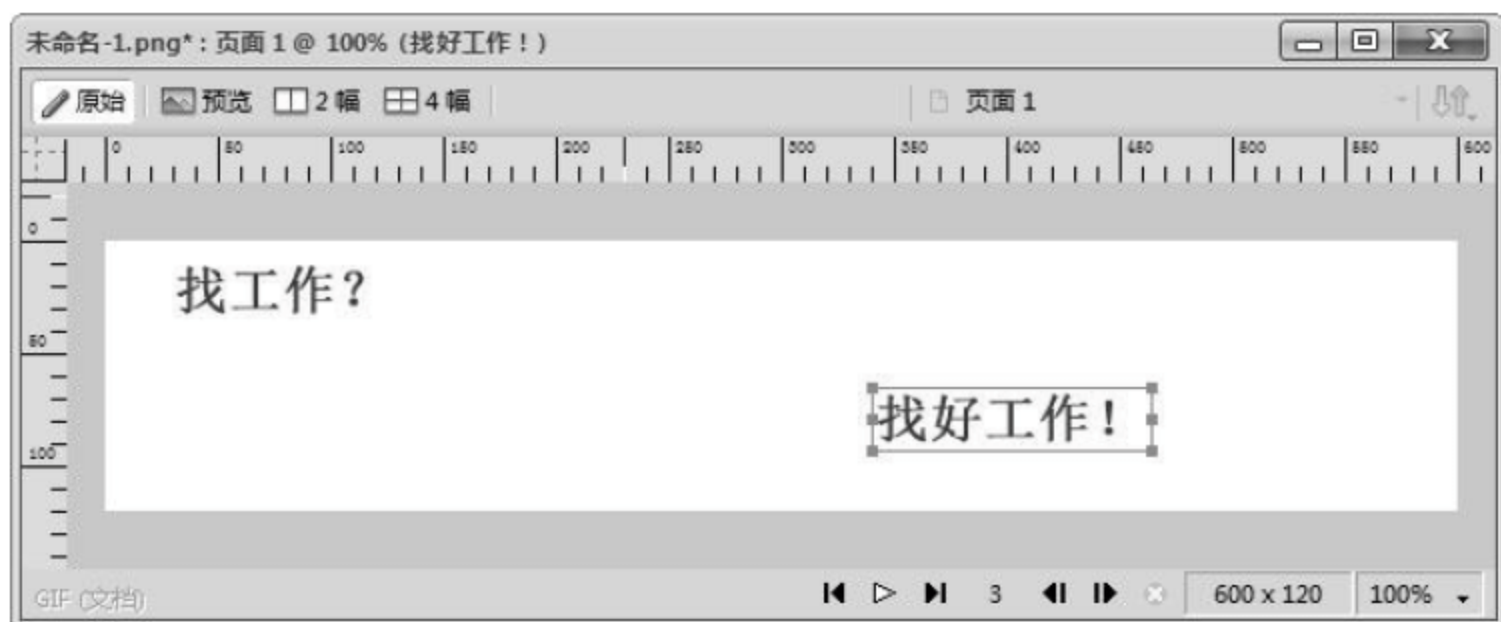 未命名-1.png* : 页面 1 @ 100% (找好工作！)
原始 预览 2 幅 4 幅 页面 1
0 50 100 150 200 250 300 350 400 450 500 550 600
0
找工作？
50
找好工作！
100
GIF (文档) 3 600 x 120 100%